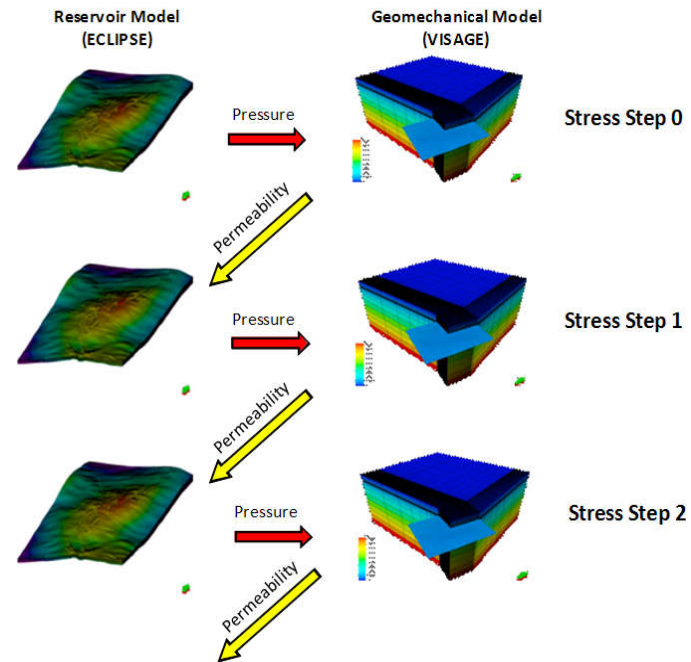 Reservoir Model
(ECLIPSE)
Geomechanical Model
(VISAGE)
Pressure
Stress Step 0
Permeability
Pressure
Stress Step 1
Permeability
Pressure
Stress Step 2
Permeability